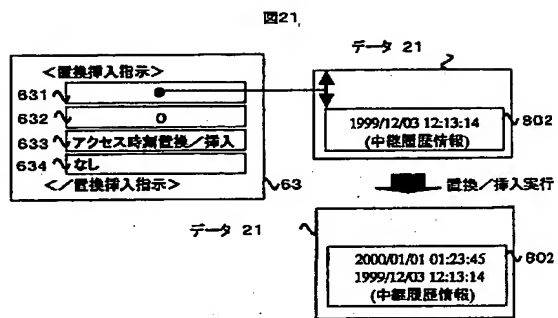 図21
データ 21
<置換挿入指示>
631
632
0
633 アクセス時刻置換/挿入
634 なし
</置換挿入指示>
63
1999/12/03 12:13:14
(中継履歴情報)
802
置換/挿入実行
データ 21
2000/01/01 01:23:45
1999/12/03 12:13:14
(中継履歴情報)
802